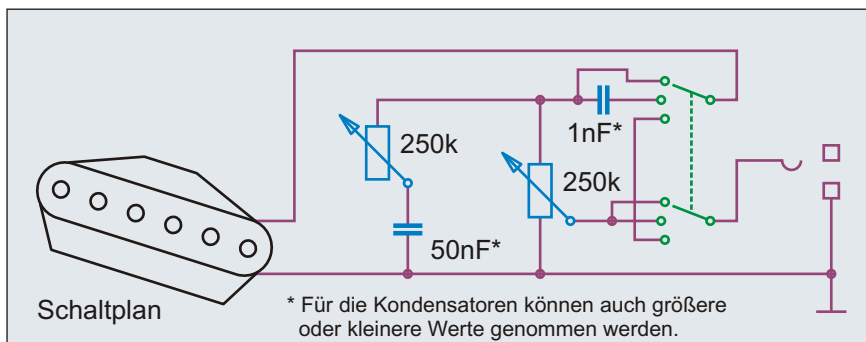 250k
1nF*
250k
50nF*
Schaltplan
* Für die Kondensatoren können auch größere
oder kleinere Werte genommen werden.